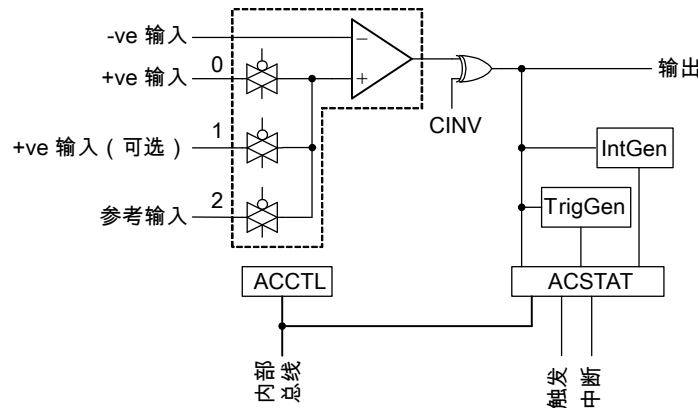 -ve 输入
+ve 输入
0
+ve 输入（可选）
1
参考输入
2
−
+
CINV
输出
IntGen
TrigGen
ACCTL
ACSTAT
内部
总线
触发
中断